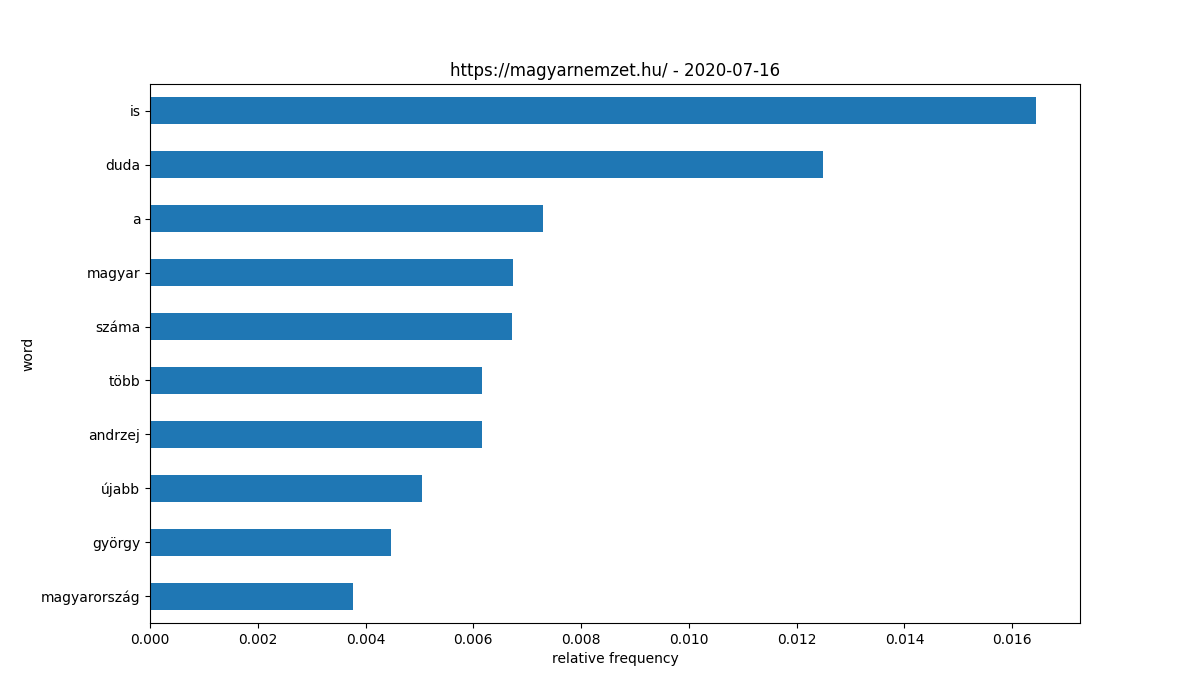 https://magyarnemzet.hu/ - 2020-07-16
is
duda
a
magyar
száma
több
andrzej
újabb
györgy
magyarország
word
0.000 0.002 0.004 0.006 0.008 0.010 0.012 0.014 0.016
relative frequency